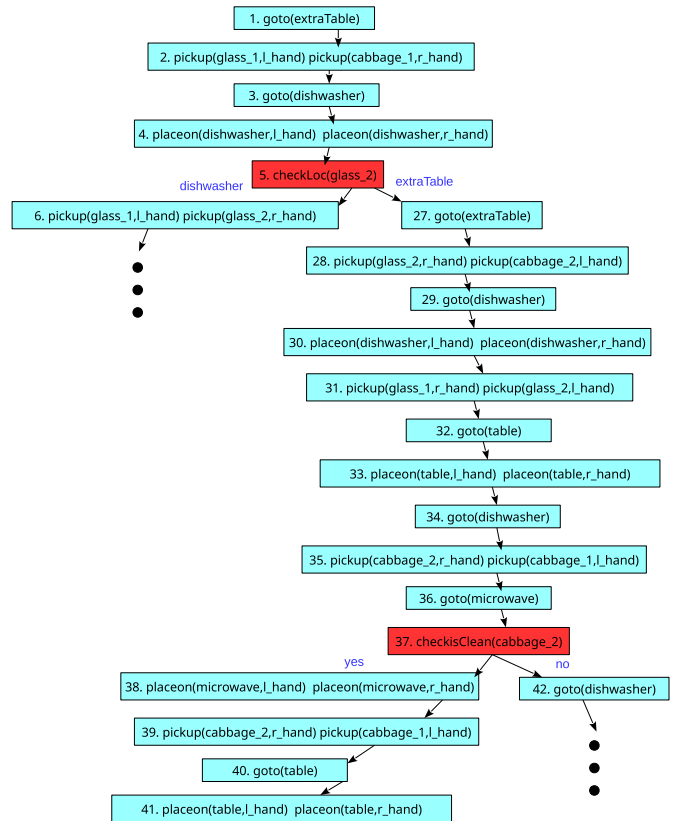 1. goto(extraTable)
2. pickup(glass_1,l_hand) pickup(cabbage_1,r_hand)
3. goto(dishwasher)
4. placeon(dishwasher,l_hand)  placeon(dishwasher,r_hand)
5. checkLoc(glass_2)
dishwasher
extraTable
6. pickup(glass_1,l_hand) pickup(glass_2,r_hand)
27. goto(extraTable)
28. pickup(glass_2,r_hand) pickup(cabbage_2,l_hand)
29. goto(dishwasher)
30. placeon(dishwasher,l_hand)  placeon(dishwasher,r_hand)
31. pickup(glass_1,r_hand) pickup(glass_2,l_hand)
32. goto(table)
33. placeon(table,l_hand)  placeon(table,r_hand)
34. goto(dishwasher)
35. pickup(cabbage_2,r_hand) pickup(cabbage_1,l_hand)
36. goto(microwave)
37. checkisClean(cabbage_2)
yes
no
38. placeon(microwave,l_hand)  placeon(microwave,r_hand)
42. goto(dishwasher)
39. pickup(cabbage_2,r_hand) pickup(cabbage_1,l_hand)
40. goto(table)
41. placeon(table,l_hand)  placeon(table,r_hand)